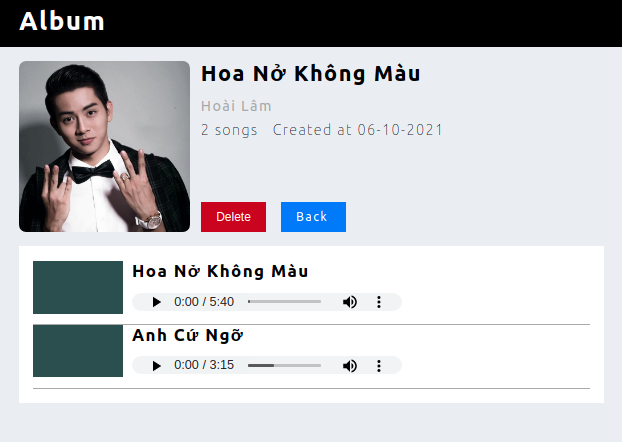 Album
Hoa Nở Không Màu
Hoài Lâm
2 songs Created at 06-10-2021
Delete Back
Hoa Nở Không Màu
0:00 / 5:40
Anh Cứ Ngỡ
0:00 / 3:15